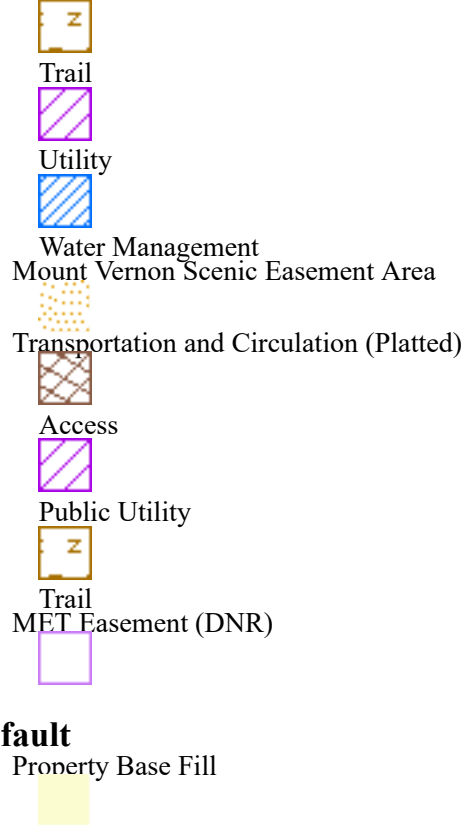 Trail
Utility
Water Management
Mount Vernon Scenic Easement Area
Transportation and Circulation (Platted)
Access
Public Utility
Trail
MET Easement (DNR)
fault
Property Base Fill